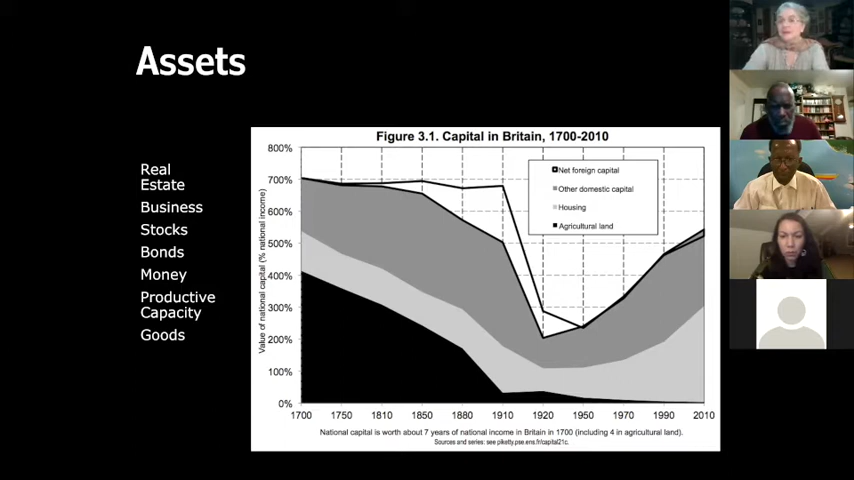 Assets
Real
Estate
Business
Stocks
Bonds
Money
Productive
Capacity
Goods
Figure 3.1. Capital in Britain, 1700-2010
800%
700%
600%
500%
400%
300%
200%
100%
0%
Value of national capital (% national income)
Net foreign capital
Other domestic capital
Housing
Agricultural land
1700 1750 1810 1850 1880 1910 1920 1950 1970 1990 2010
National capital is worth about 7 years of national income in Britain in 1700 (including 4 in agricultural land).
Sources and series: see piketty.pse.ens.fr/capital21c.